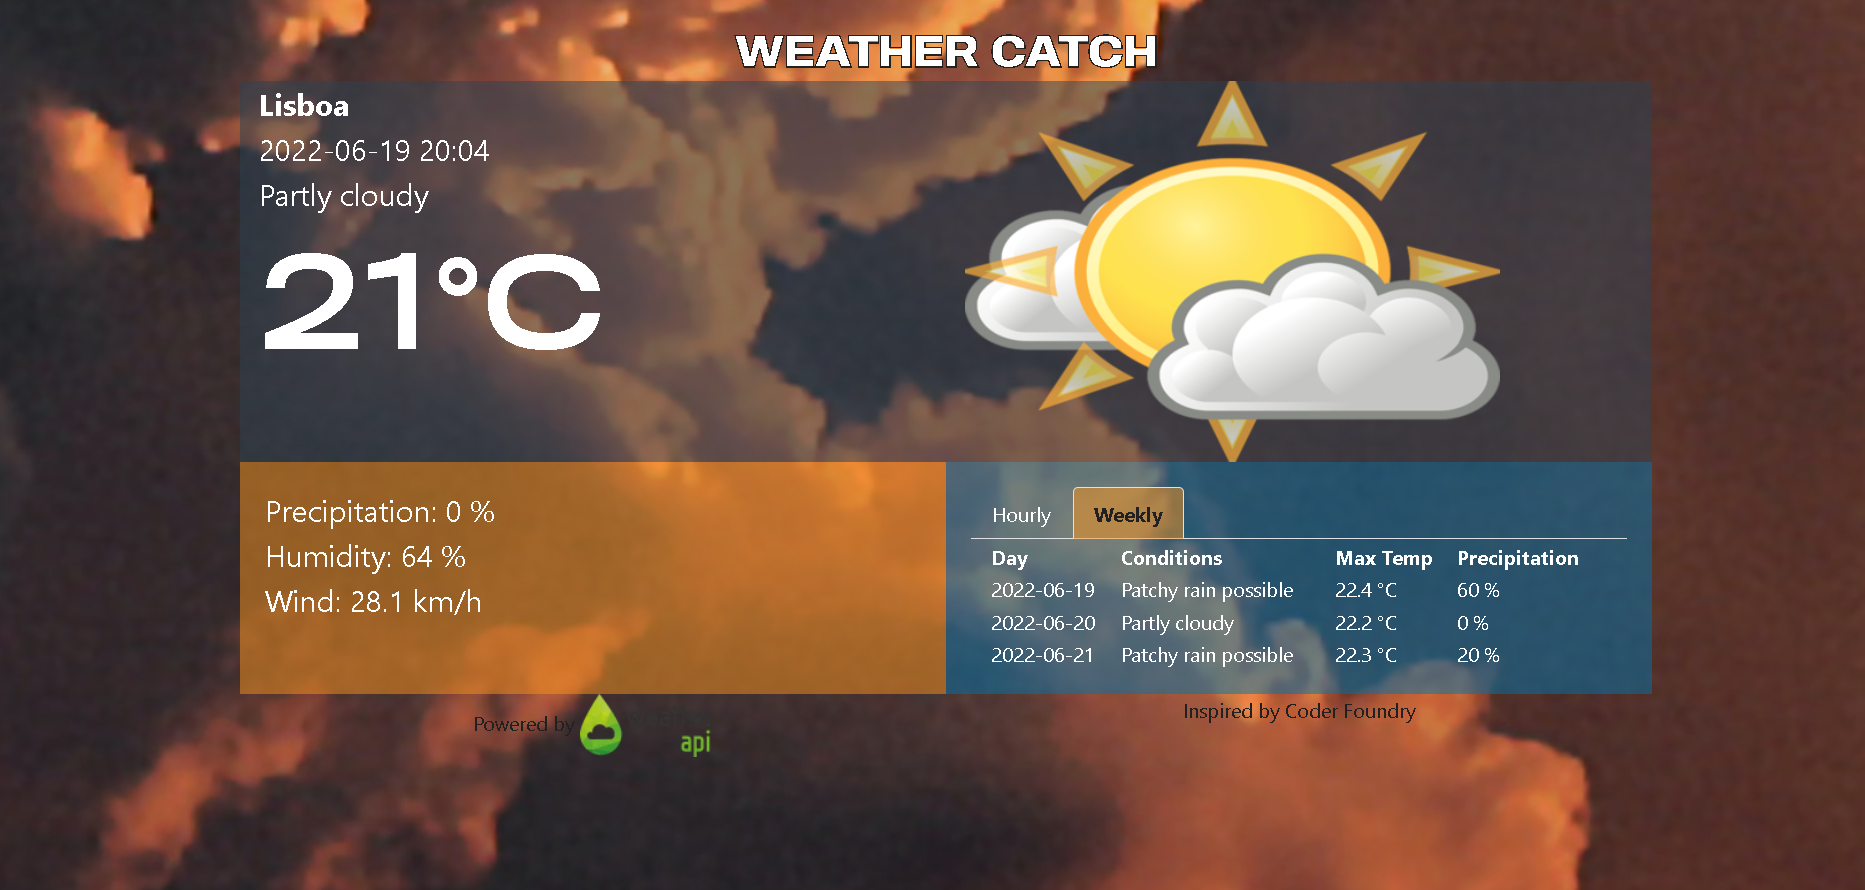 WEATHER CATCH
Lisboa
2022-06-19 20:04
Partly cloudy
21°C
Precipitation: 0 %
Humidity: 64 %
Wind: 28.1 km/h
Hourly Weekly
Day Conditions Max Temp Precipitation
2022-06-19 Patchy rain possible 22.4 °C 60 %
2022-06-20 Partly cloudy 22.2 °C 0 %
2022-06-21 Patchy rain possible 22.3 °C 20 %
Powered by
api
Inspired by Coder Foundry